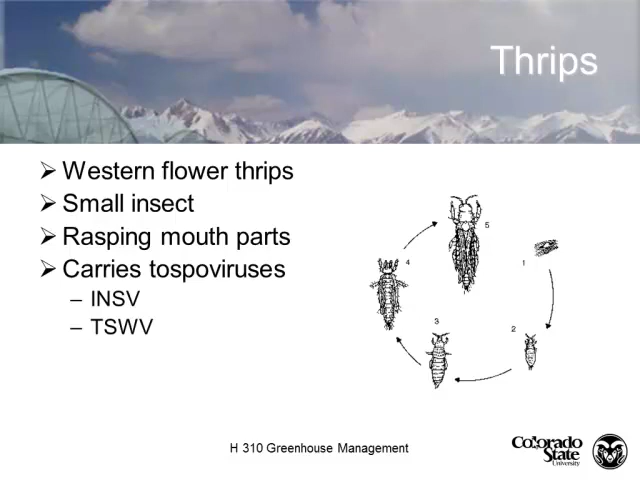 Thrips
Western flower thrips
Small insect
Rasping mouth parts
Carries tospoviruses
– INSV
– TSWV
5
1
4
3
2
H 310 Greenhouse Management
Colorado
State
University